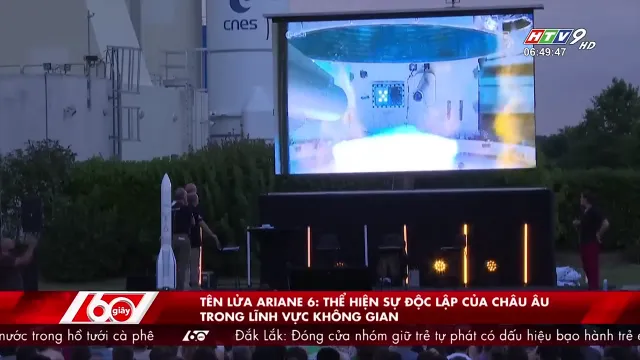 cnes
HTV9 HD
06:49:47
60 giây
TÊN LỬA ARIANE 6: THỂ HIỆN SỰ ĐỘC LẬP CỦA CHÂU ÂU
TRONG LĨNH VỰC KHÔNG GIAN
nước trong hồ tưới cà phê
Đắk Lắk: Đóng cửa nhóm giữ trẻ tự phát có dấu hiệu bạo hành trẻ